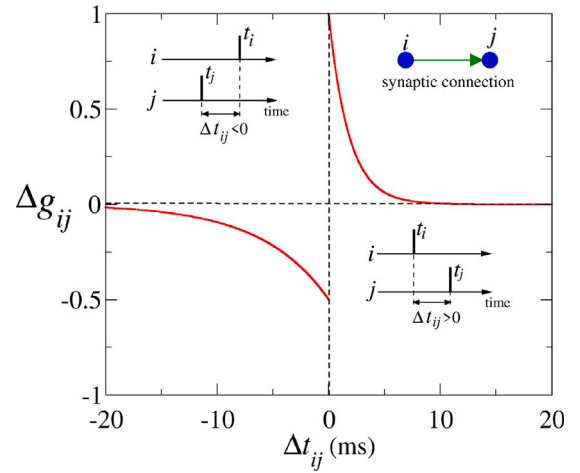 1
0.5
0
-0.5
-1
Δg_ij
i
t_i
j
t_j
time
Δt_ij<0
i
j
synaptic connection
i
t_i
j
t_j
time
Δt_ij>0
-20
-10
0
10
20
Δt_ij (ms)